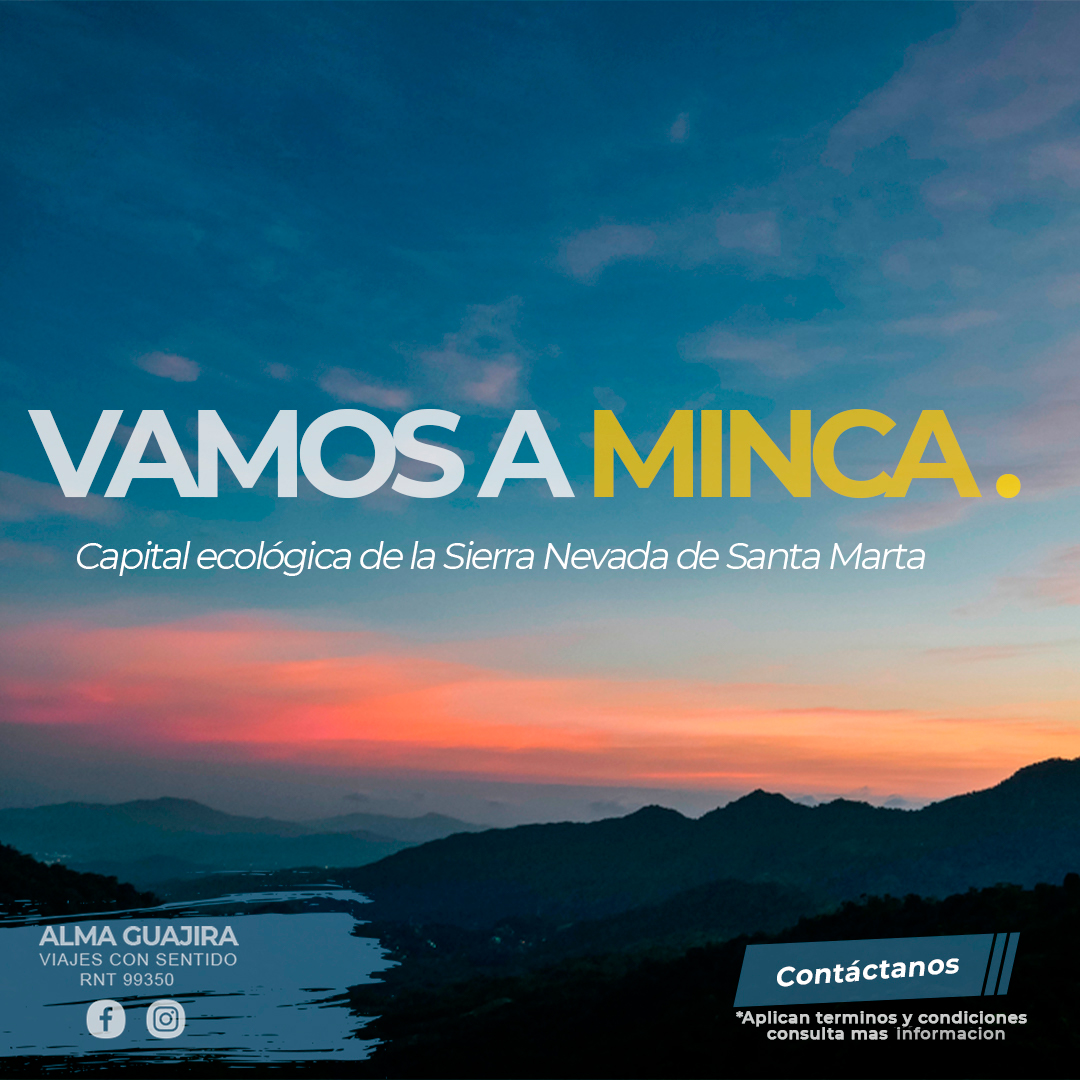 VAMOS A MINCA.
Capital ecológica de la Sierra Nevada de Santa Marta
ALMA GUAJIRA
VIAJES CON SENTIDO
RNT 99350
Contáctanos
*Aplican terminos y condiciones
consulta mas informacion